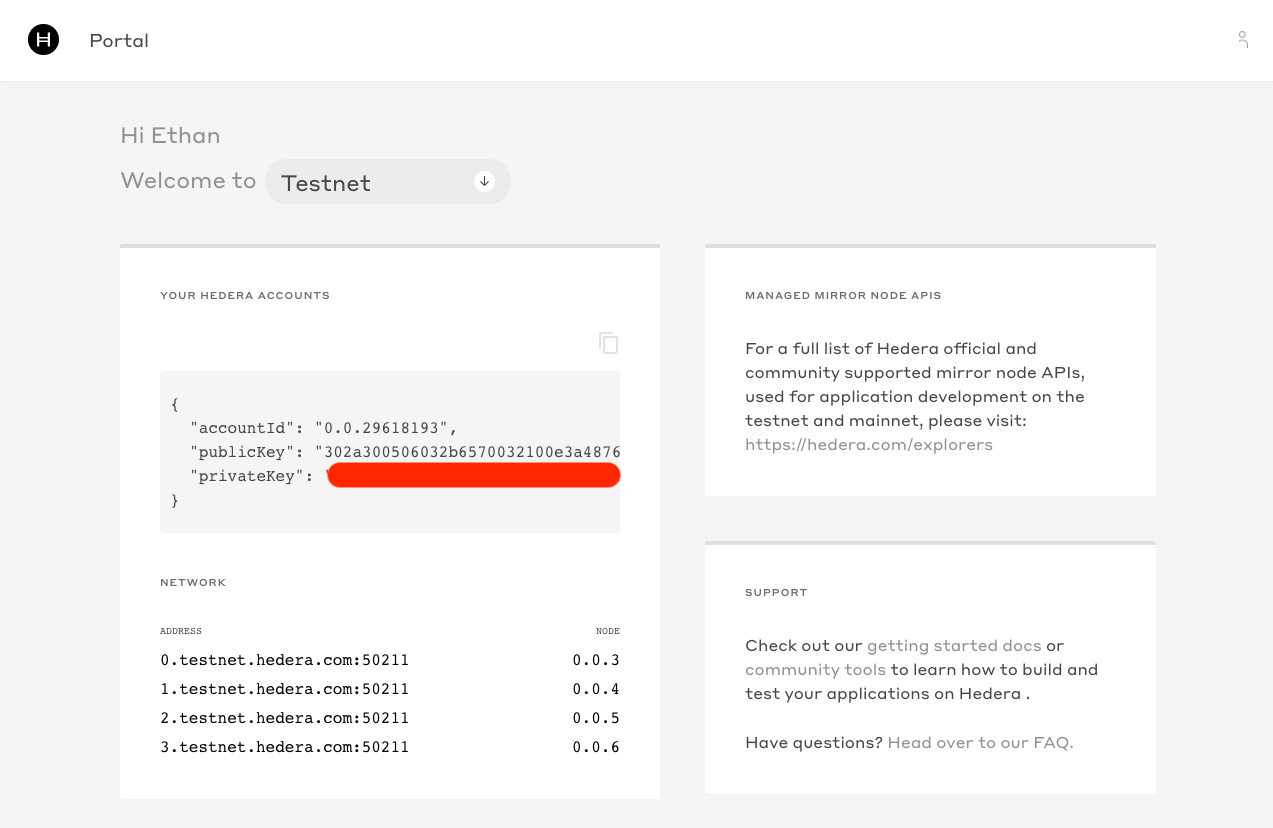 Portal
Hi Ethan
Welcome to Testnet
YOUR HEDERA ACCOUNTS
{
"accountId": "0.0.29618193",
"publicKey": "302a300506032b6570032100e3a4876
"privateKey": "
}
NETWORK
ADDRESS NODE
0.testnet.hedera.com:50211 0.0.3
1.testnet.hedera.com:50211 0.0.4
2.testnet.hedera.com:50211 0.0.5
3.testnet.hedera.com:50211 0.0.6
MANAGED MIRROR NODE APIS
For a full list of Hedera official and
community supported mirror node APIs,
used for application development on the
testnet and mainnet, please visit:
https://hedera.com/explorers
SUPPORT
Check out our getting started docs or
community tools to learn how to build and
test your applications on Hedera .
Have questions? Head over to our FAQ.